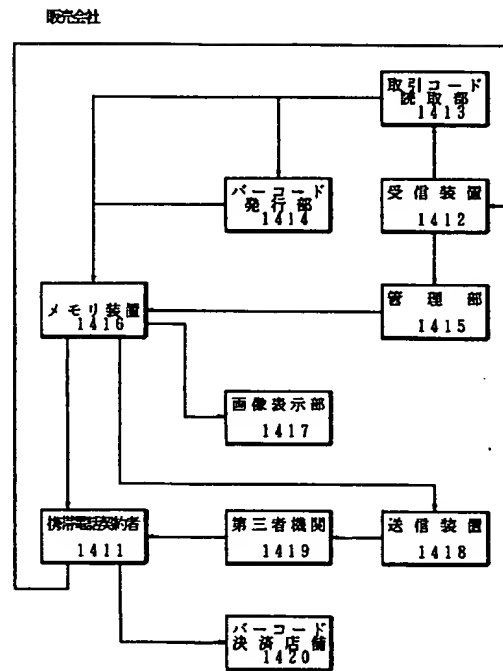 販売会社
取引コード
読取部
1413
バーコード
発行部
1414
受信装置
1412
メモリ装置
1416
管理部
1415
画像表示部
1417
携帯電話契約者
1411
第三者機関
1419
送信装置
1418
バーコード
決済店舗
1420